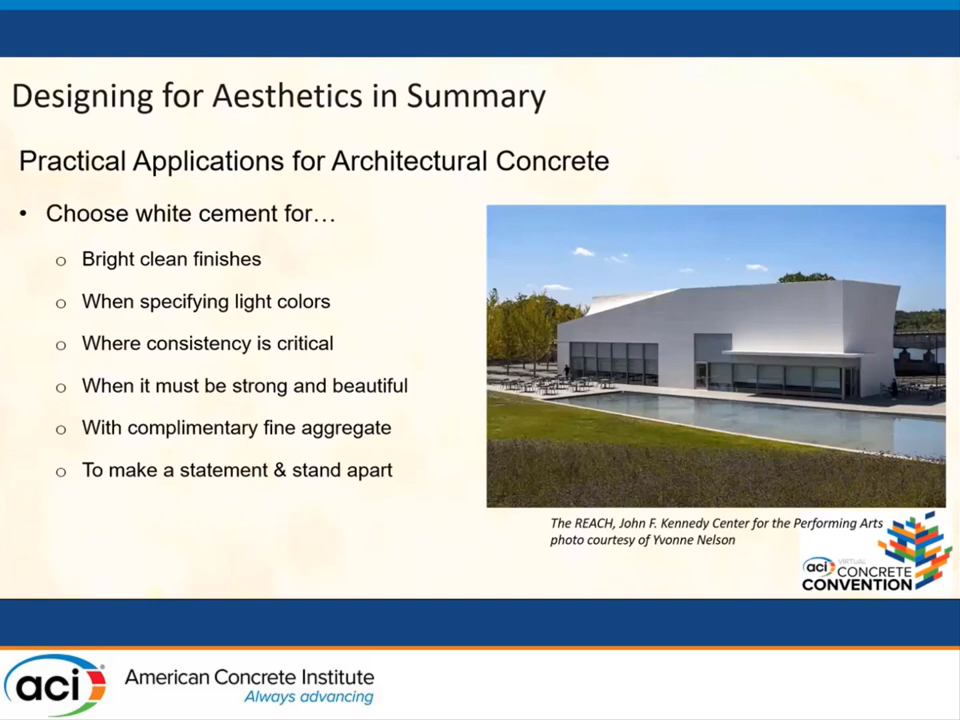 Designing for Aesthetics in Summary
Practical Applications for Architectural Concrete
• Choose white cement for…
o Bright clean finishes
o When specifying light colors
o Where consistency is critical
o When it must be strong and beautiful
o With complimentary fine aggregate
o To make a statement & stand apart
The REACH, John F. Kennedy Center for the Performing Arts
photo courtesy of Yvonne Nelson
aci VIRTUAL
CONCRETE
CONVENTION
aci American Concrete Institute
Always advancing